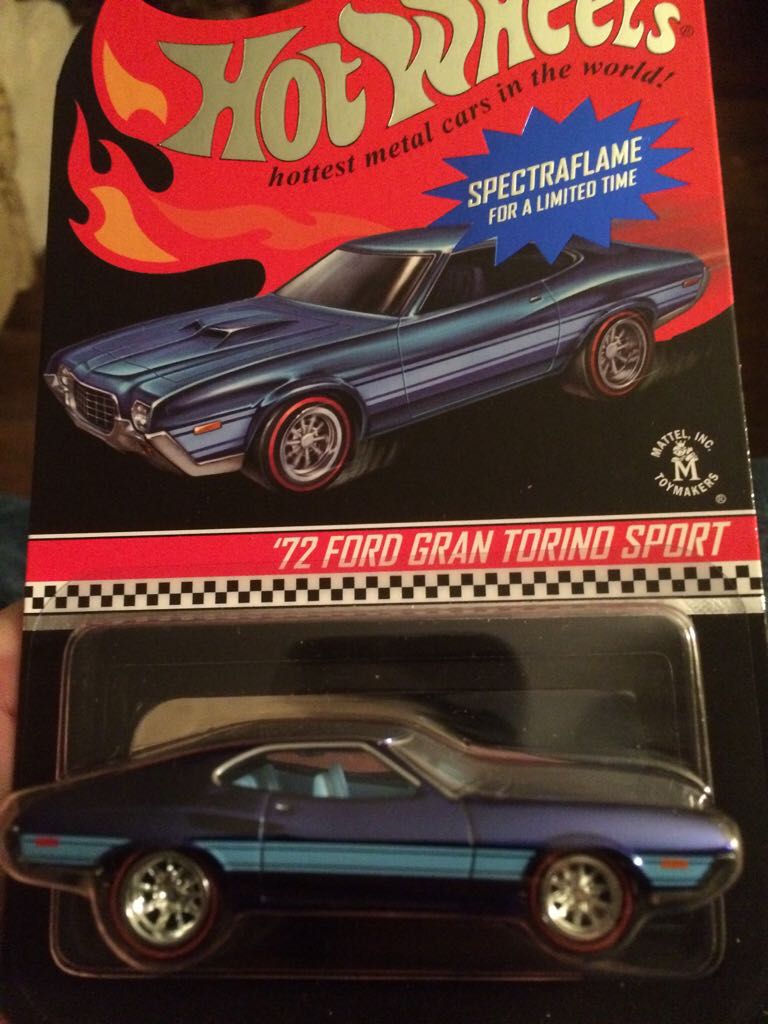 Hot Wheels®
hottest metal cars in the world!
SPECTRAFLAME
FOR A LIMITED TIME
MATTEL, INC.
M
TOYMAKERS
®
'72 FORD GRAN TORINO SPORT